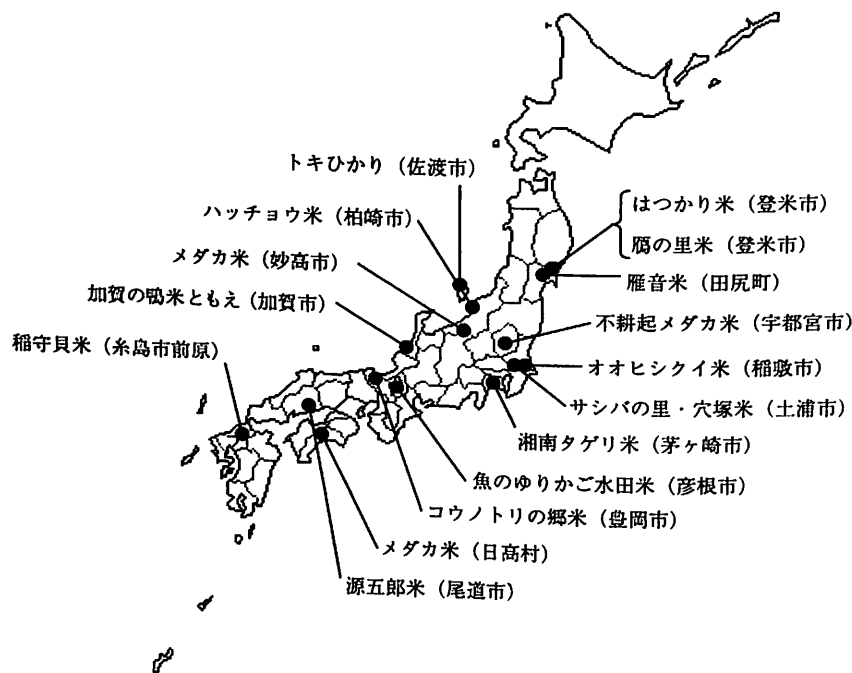 トキひかり（佐渡市）
ハッチョウ米（柏崎市）
メダカ米（妙高市）
加賀の鴨米ともえ（加賀市）
稲守貝米（糸島市前原）
はつかり米（登米市）
鴈の里米（登米市）
雁音米（田尻町）
不耕起メダカ米（宇都宮市）
オオヒシクイ米（稲敷市）
サシバの里・穴塚米（土浦市）
湘南タゲリ米（茅ヶ崎市）
魚のゆりかご水田米（彦根市）
コウノトリの郷米（豊岡市）
メダカ米（日高村）
源五郎米（尾道市）